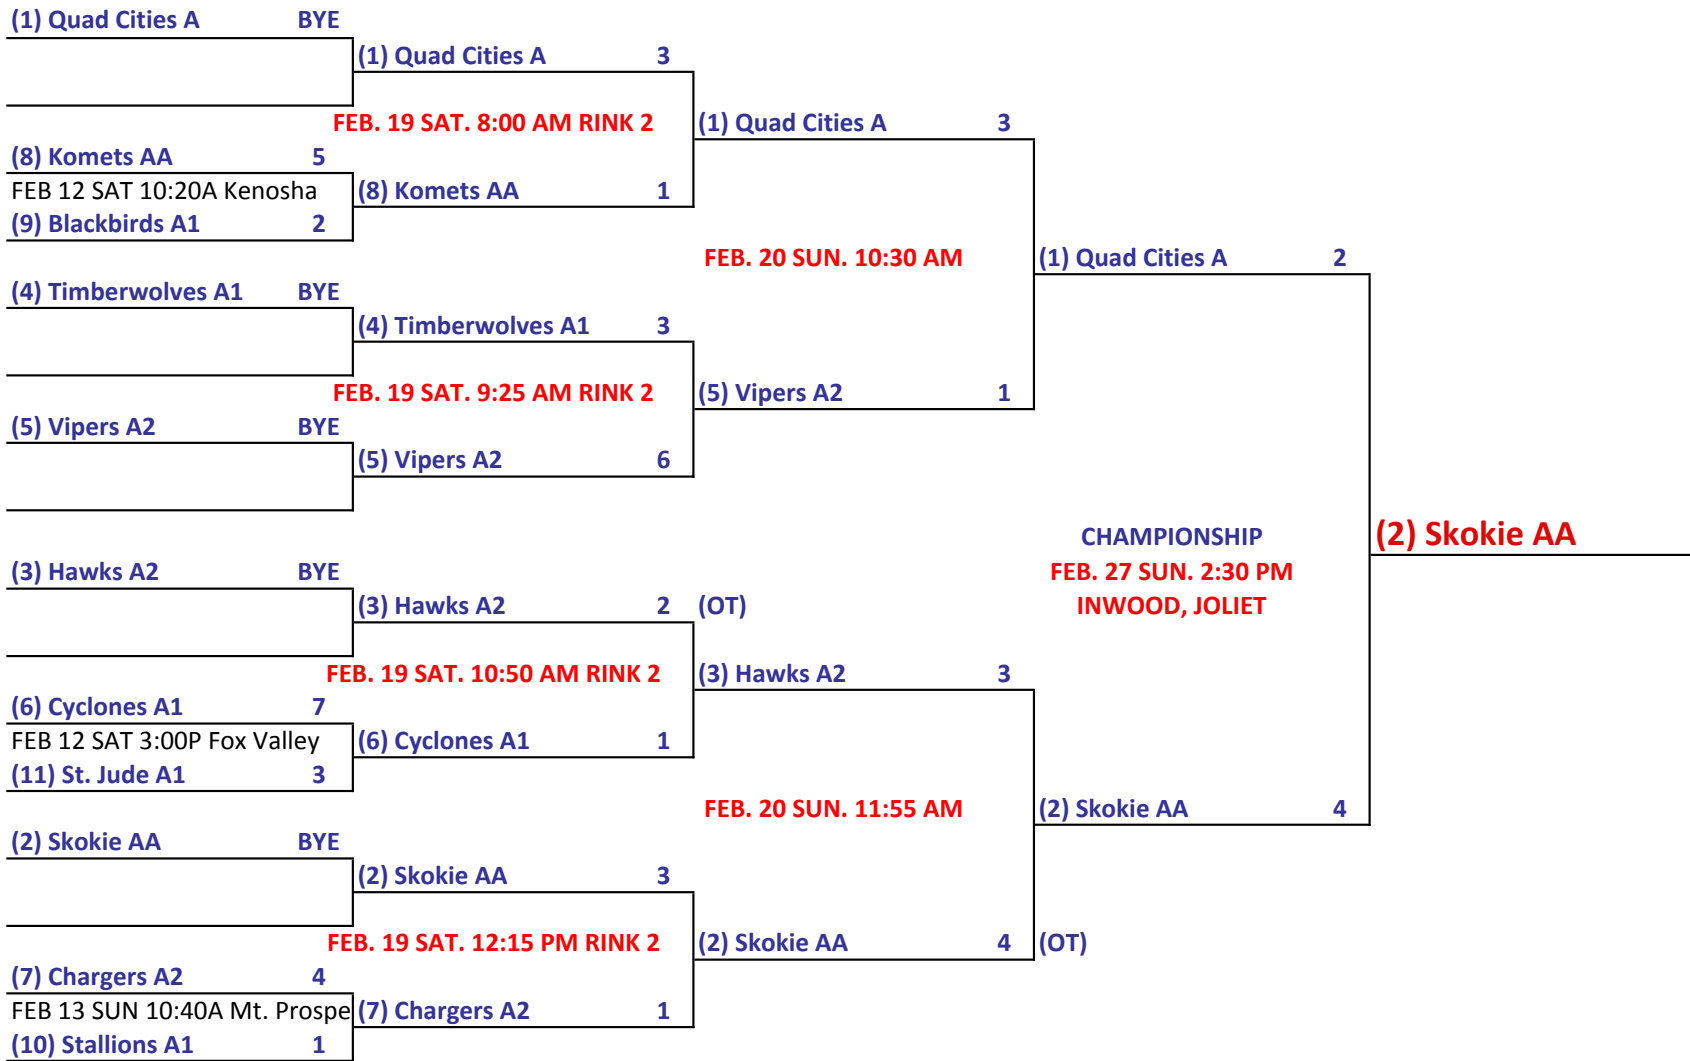 (1) Quad Cities A BYE
(1) Quad Cities A 3
FEB. 19 SAT. 8:00 AM RINK 2
(1) Quad Cities A 3
(8) Komets AA 5
FEB 12 SAT 10:20A Kenosha
(8) Komets AA 1
(9) Blackbirds A1 2
FEB. 20 SUN. 10:30 AM
(1) Quad Cities A 2
(4) Timberwolves A1 BYE
(4) Timberwolves A1 3
FEB. 19 SAT. 9:25 AM RINK 2
(5) Vipers A2 1
(5) Vipers A2 BYE
(5) Vipers A2 6
CHAMPIONSHIP
(2) Skokie AA
FEB. 27 SUN. 2:30 PM
INWOOD, JOLIET
(3) Hawks A2 BYE
(3) Hawks A2 2 (OT)
FEB. 19 SAT. 10:50 AM RINK 2
(3) Hawks A2 3
(6) Cyclones A1 7
FEB 12 SAT 3:00P Fox Valley
(6) Cyclones A1 1
(11) St. Jude A1 3
FEB. 20 SUN. 11:55 AM
(2) Skokie AA 4
(2) Skokie AA BYE
(2) Skokie AA 3
FEB. 19 SAT. 12:15 PM RINK 2
(2) Skokie AA 4 (OT)
(7) Chargers A2 4
FEB 13 SUN 10:40A Mt. Prospe
(7) Chargers A2 1
(10) Stallions A1 1